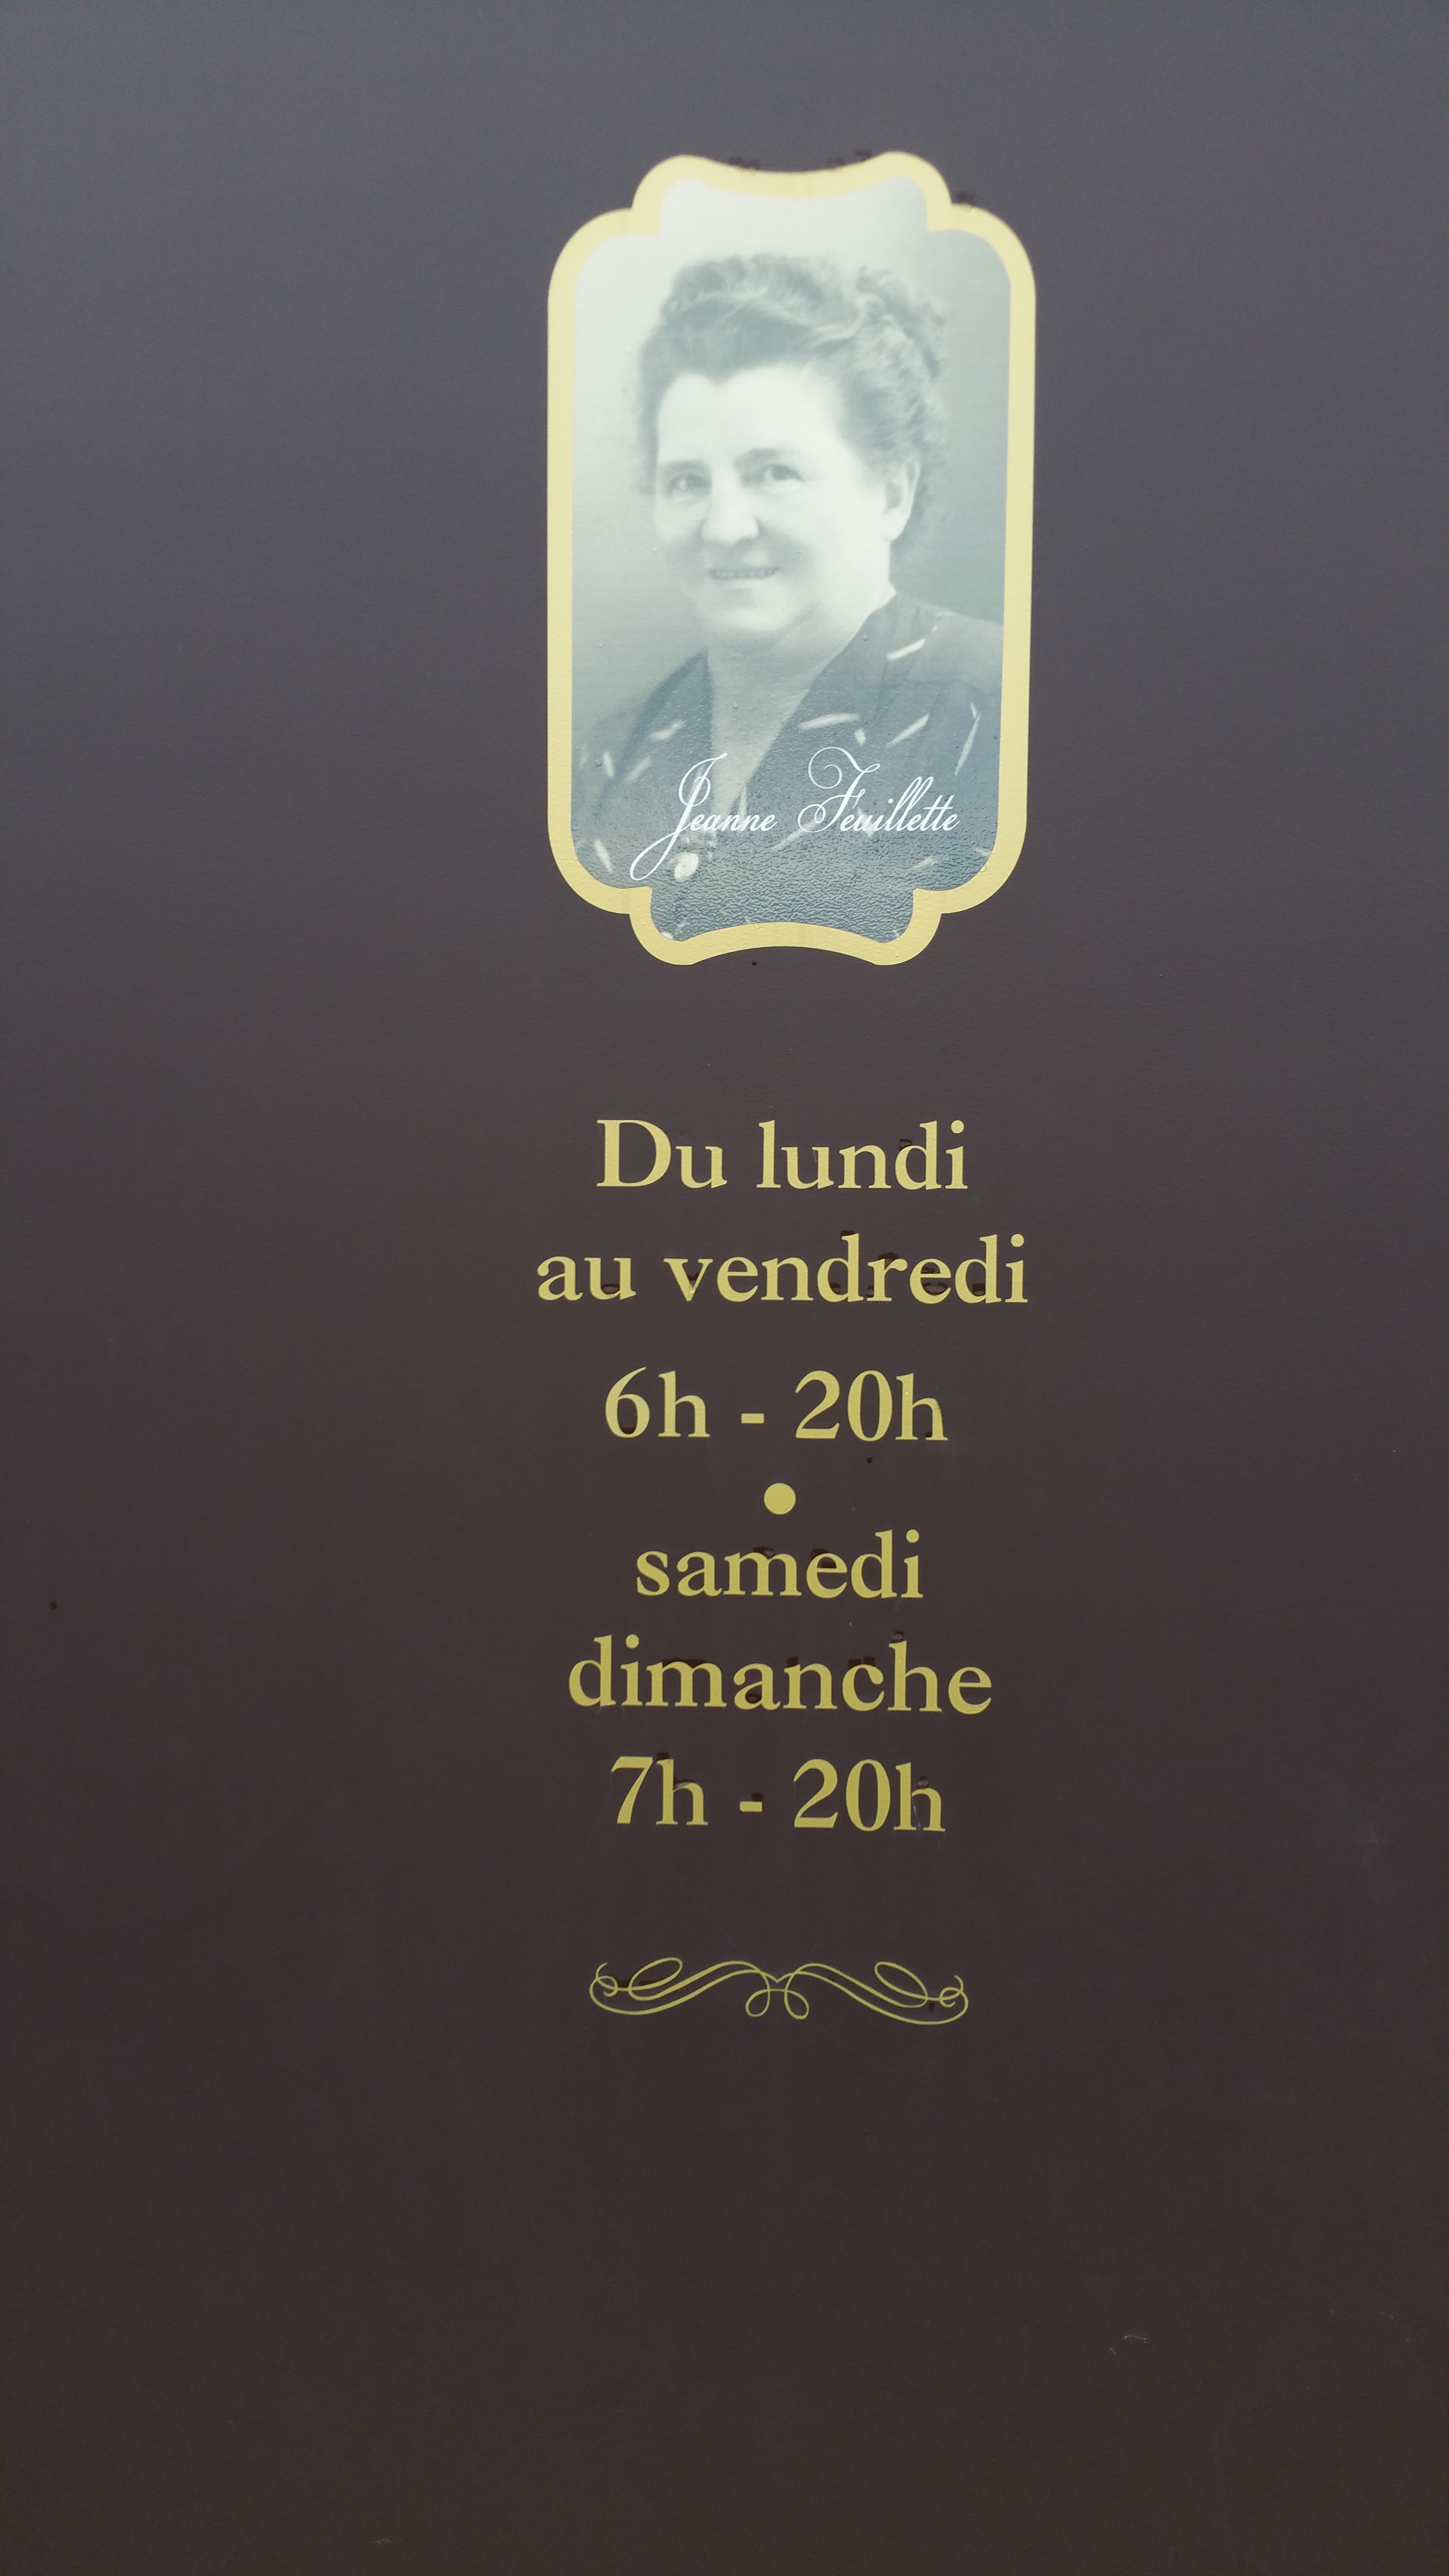 Jeanne Feuillette
Du lundi
au vendredi
6h - 20h
•
samedi
dimanche
7h - 20h